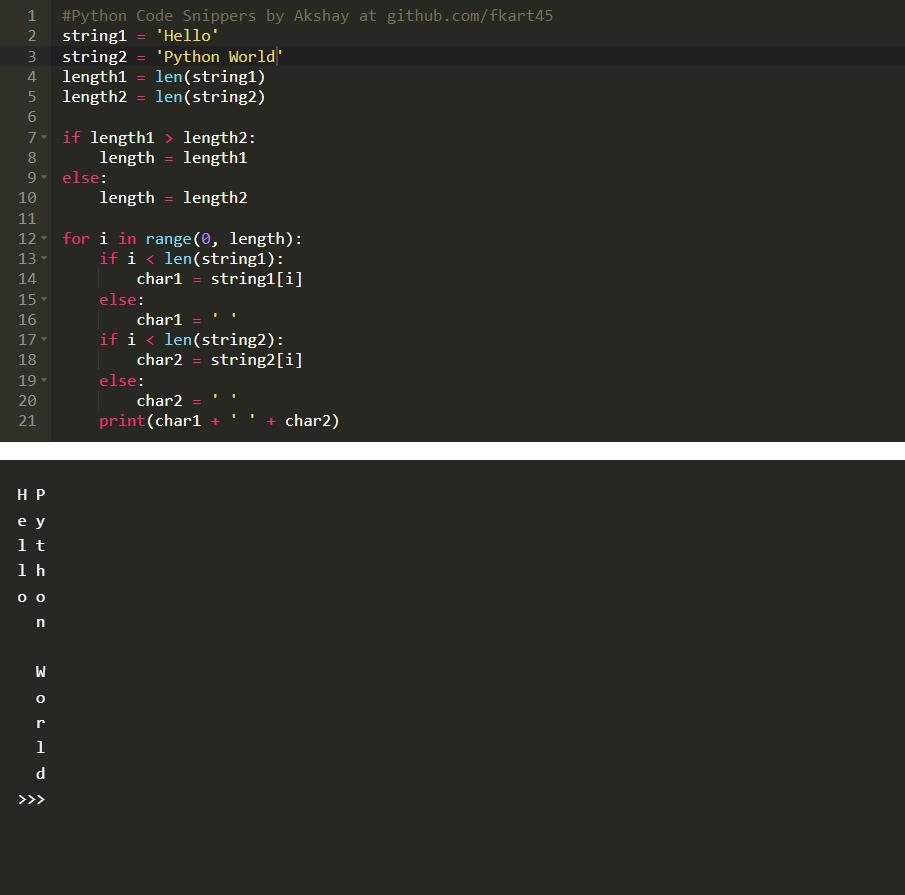 1 #Python Code Snippers by Akshay at github.com/fkart45
2 string1 = 'Hello'
3 string2 = 'Python World'
4 length1 = len(string1)
5 length2 = len(string2)
6
7 if length1 > length2:
8     length = length1
9 else:
10     length = length2
11
12 for i in range(0, length):
13     if i < len(string1):
14         char1 = string1[i]
15     else:
16         char1 = ' '
17     if i < len(string2):
18         char2 = string2[i]
19     else:
20         char2 = ' '
21     print(char1 + ' ' + char2)
H P
e y
l t
l h
o o
  n

  W
  o
  r
  l
  d
>>>